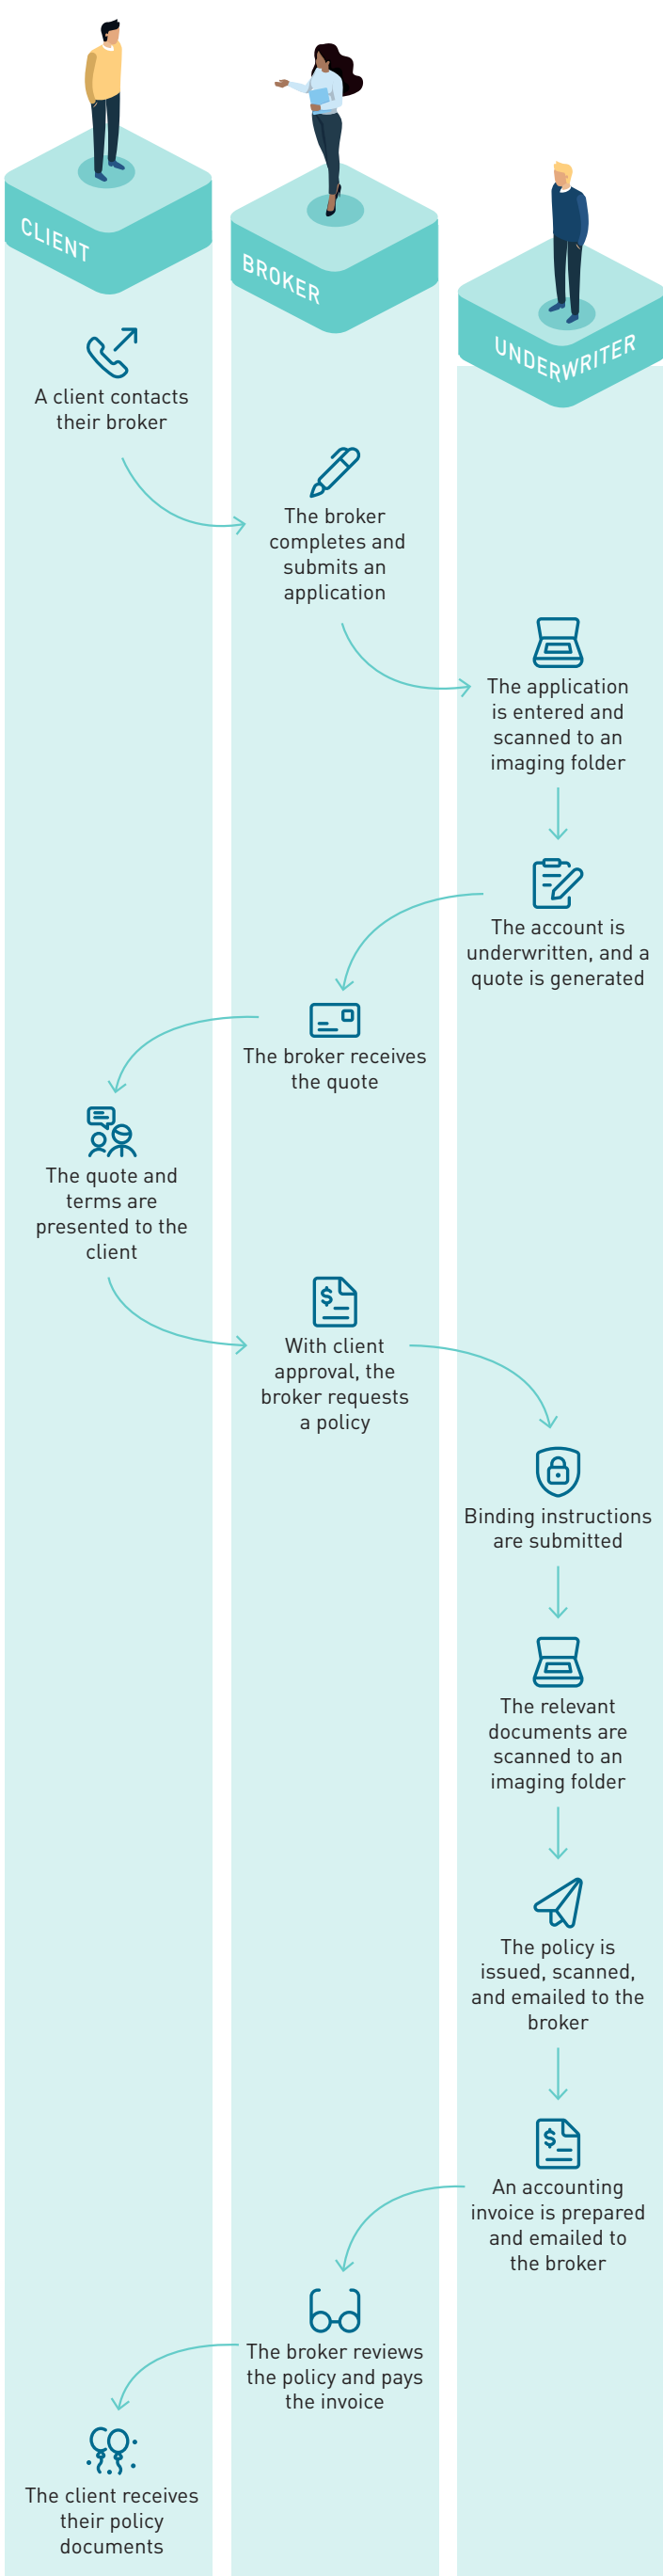 CLIENT
BROKER
UNDERWRITER
A client contacts
their broker
The broker
completes and
submits an
application
The application
is entered and
scanned to an
imaging folder
The account is
underwritten, and a
quote is generated
The broker receives
the quote
The quote and
terms are
presented to the
client
With client
approval, the
broker requests
a policy
Binding instructions
are submitted
The relevant
documents are
scanned to an
imaging folder
The policy is
issued, scanned,
and emailed to the
broker
An accounting
invoice is prepared
and emailed to
the broker
The broker reviews
the policy and pays
the invoice
The client receives
their policy
documents